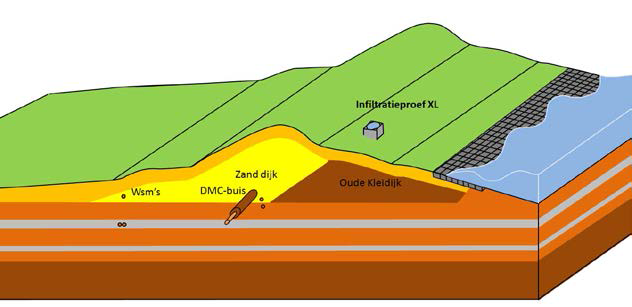 Infiltratieproef XL
Zand dijk
Oude Kleidijk
Wsm's
DMC-buis